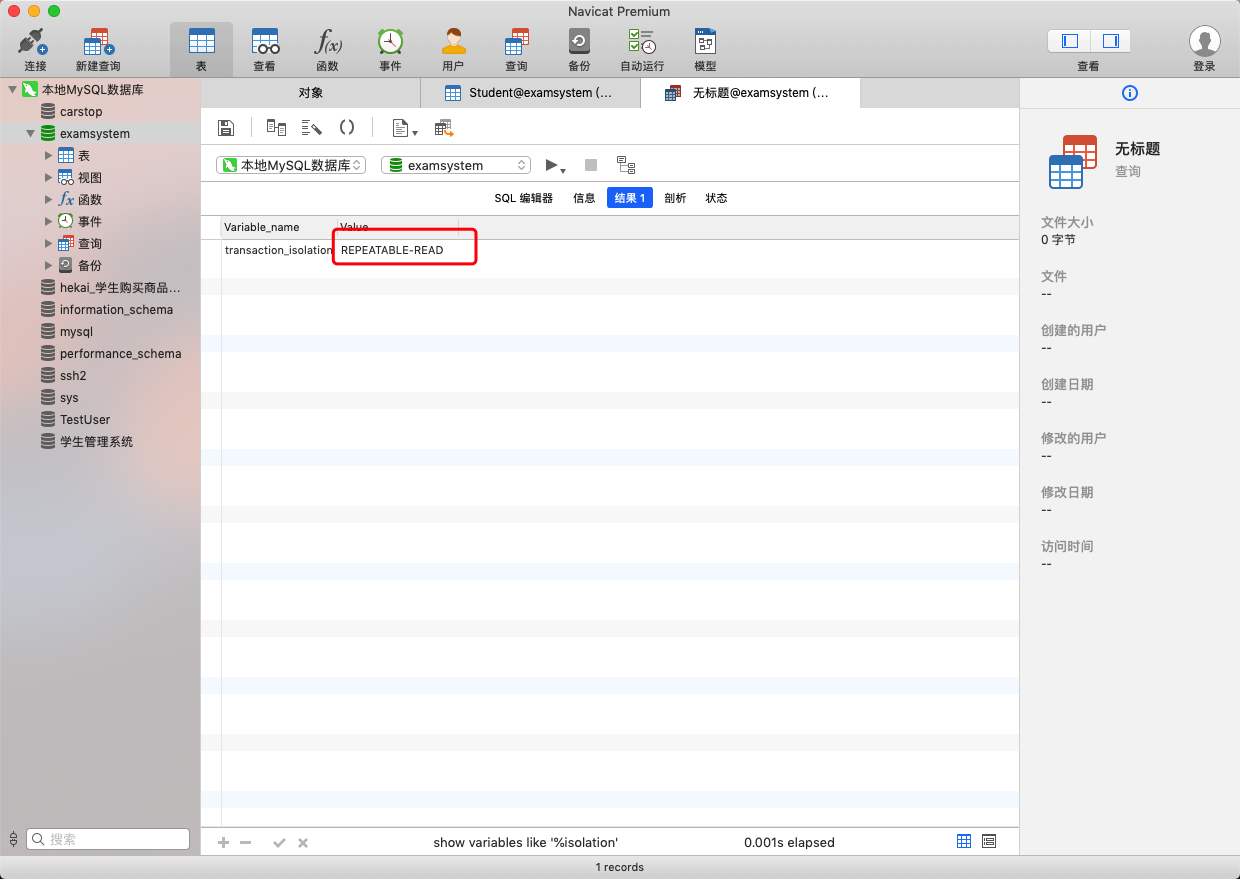 Navicat Premium
连接
新建查询
表
查看
函数
事件
用户
查询
备份
自动运行
模型
查看
登录
本地MySQL数据库
carstop
examsystem
表
视图
函数
事件
查询
备份
hekai_学生购买商品...
information_schema
mysql
performance_schema
ssh2
sys
TestUser
学生管理系统
搜索
对象
Student@examsystem (...
无标题@examsystem (...
本地MySQL数据库
examsystem
SQL 编辑器
信息
结果 1
剖析
状态
Variable_name Value
transaction_isolation REPEATABLE-READ
show variables like '%isolation'
0.001s elapsed
1 records
无标题
查询
文件大小
0 字节
文件
--
创建的用户
--
创建日期
--
修改的用户
--
修改日期
--
访问时间
--